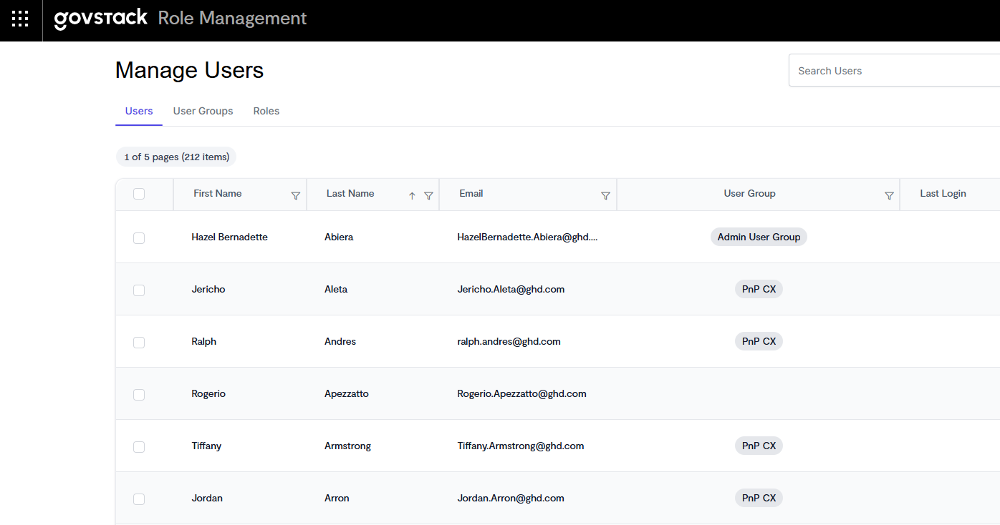 govstack Role Management
Manage Users
Search Users
Users User Groups Roles
1 of 5 pages (212 items)
First Name Last Name Email User Group Last Login
Hazel Bernadette Abiera HazelBernadette.Abiera@ghd.... Admin User Group
Jericho Aleta Jericho.Aleta@ghd.com PnP CX
Ralph Andres ralph.andres@ghd.com PnP CX
Rogerio Apezzatto Rogerio.Apezzatto@ghd.com
Tiffany Armstrong Tiffany.Armstrong@ghd.com PnP CX
Jordan Arron Jordan.Arron@ghd.com PnP CX